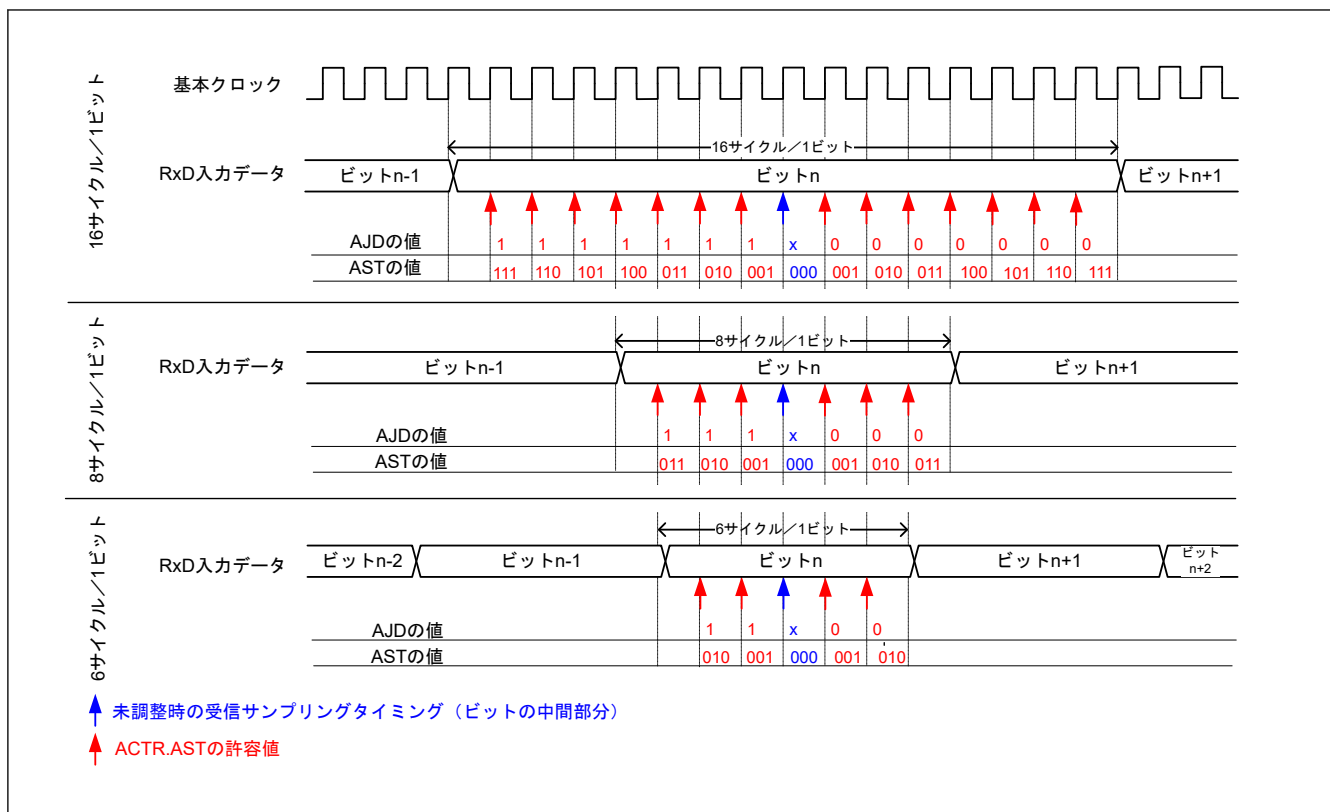 16サイクル／1ビット
基本クロック
16サイクル／1ビット
RxD入力データ
ビットn-1
ビットn
ビットn+1
AJDの値
1 1 1 1 1 1 1 x 0 0 0 0 0 0 0
ASTの値
111 110 101 100 011 010 001 000 001 010 011 100 101 110 111
8サイクル／1ビット
8サイクル／1ビット
RxD入力データ
ビットn-1
ビットn
ビットn+1
AJDの値
1 1 1 x 0 0 0
ASTの値
011 010 001 000 001 010 011
6サイクル／1ビット
6サイクル／1ビット
RxD入力データ
ビットn-2
ビットn-1
ビットn
ビットn+1
ビット
n+2
AJDの値
1 1 x 0 0
ASTの値
010 001 000 001 010
未調整時の受信サンプリングタイミング（ビットの中間部分）
ACTR.ASTの許容値